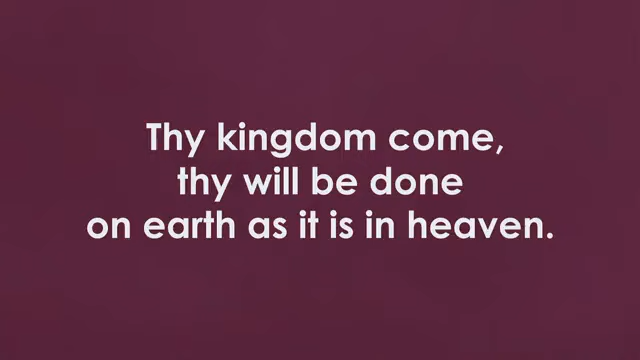 Thy kingdom come,
thy will be done
on earth as it is in heaven.